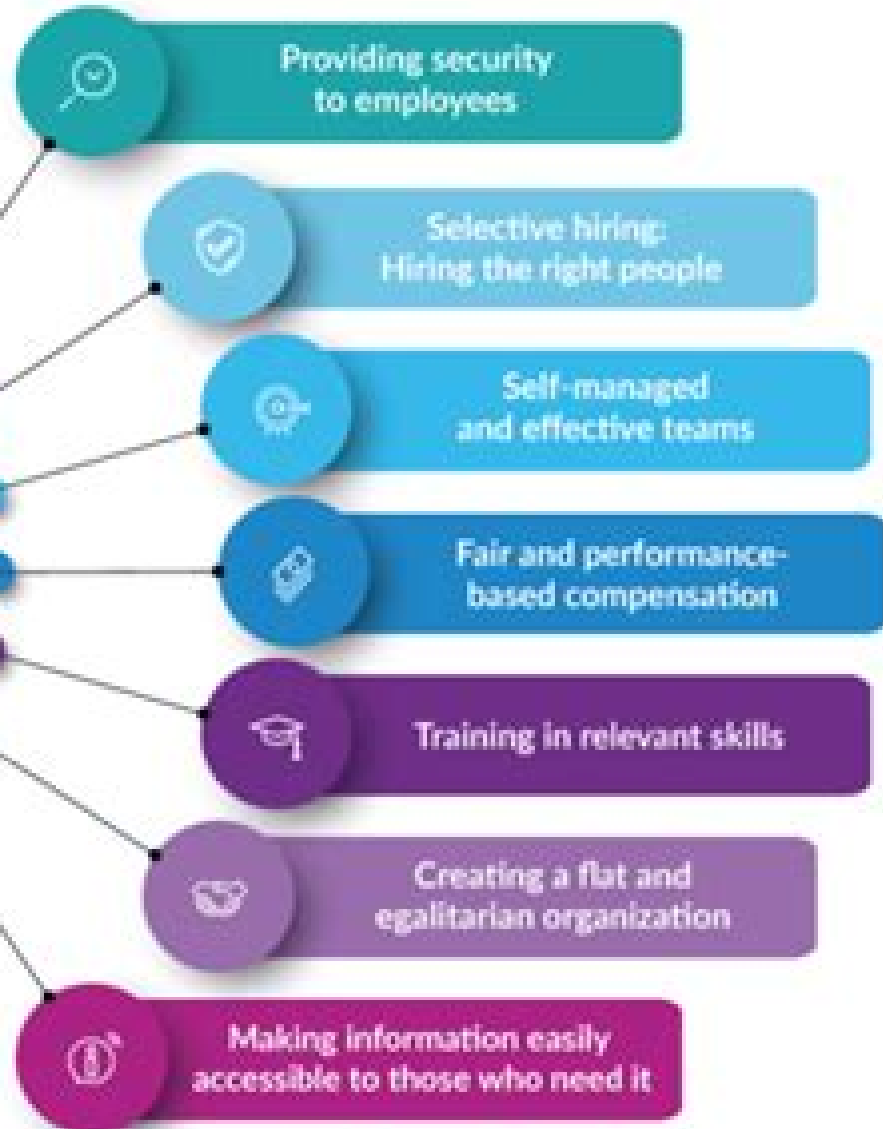 Providing security
to employees
Selective hiring:
Hiring the right people
Self-managed
and effective teams
Fair and performance-
based compensation
Training in relevant skills
Creating a flat and
egalitarian organization
Making information easily
accessible to those who need it